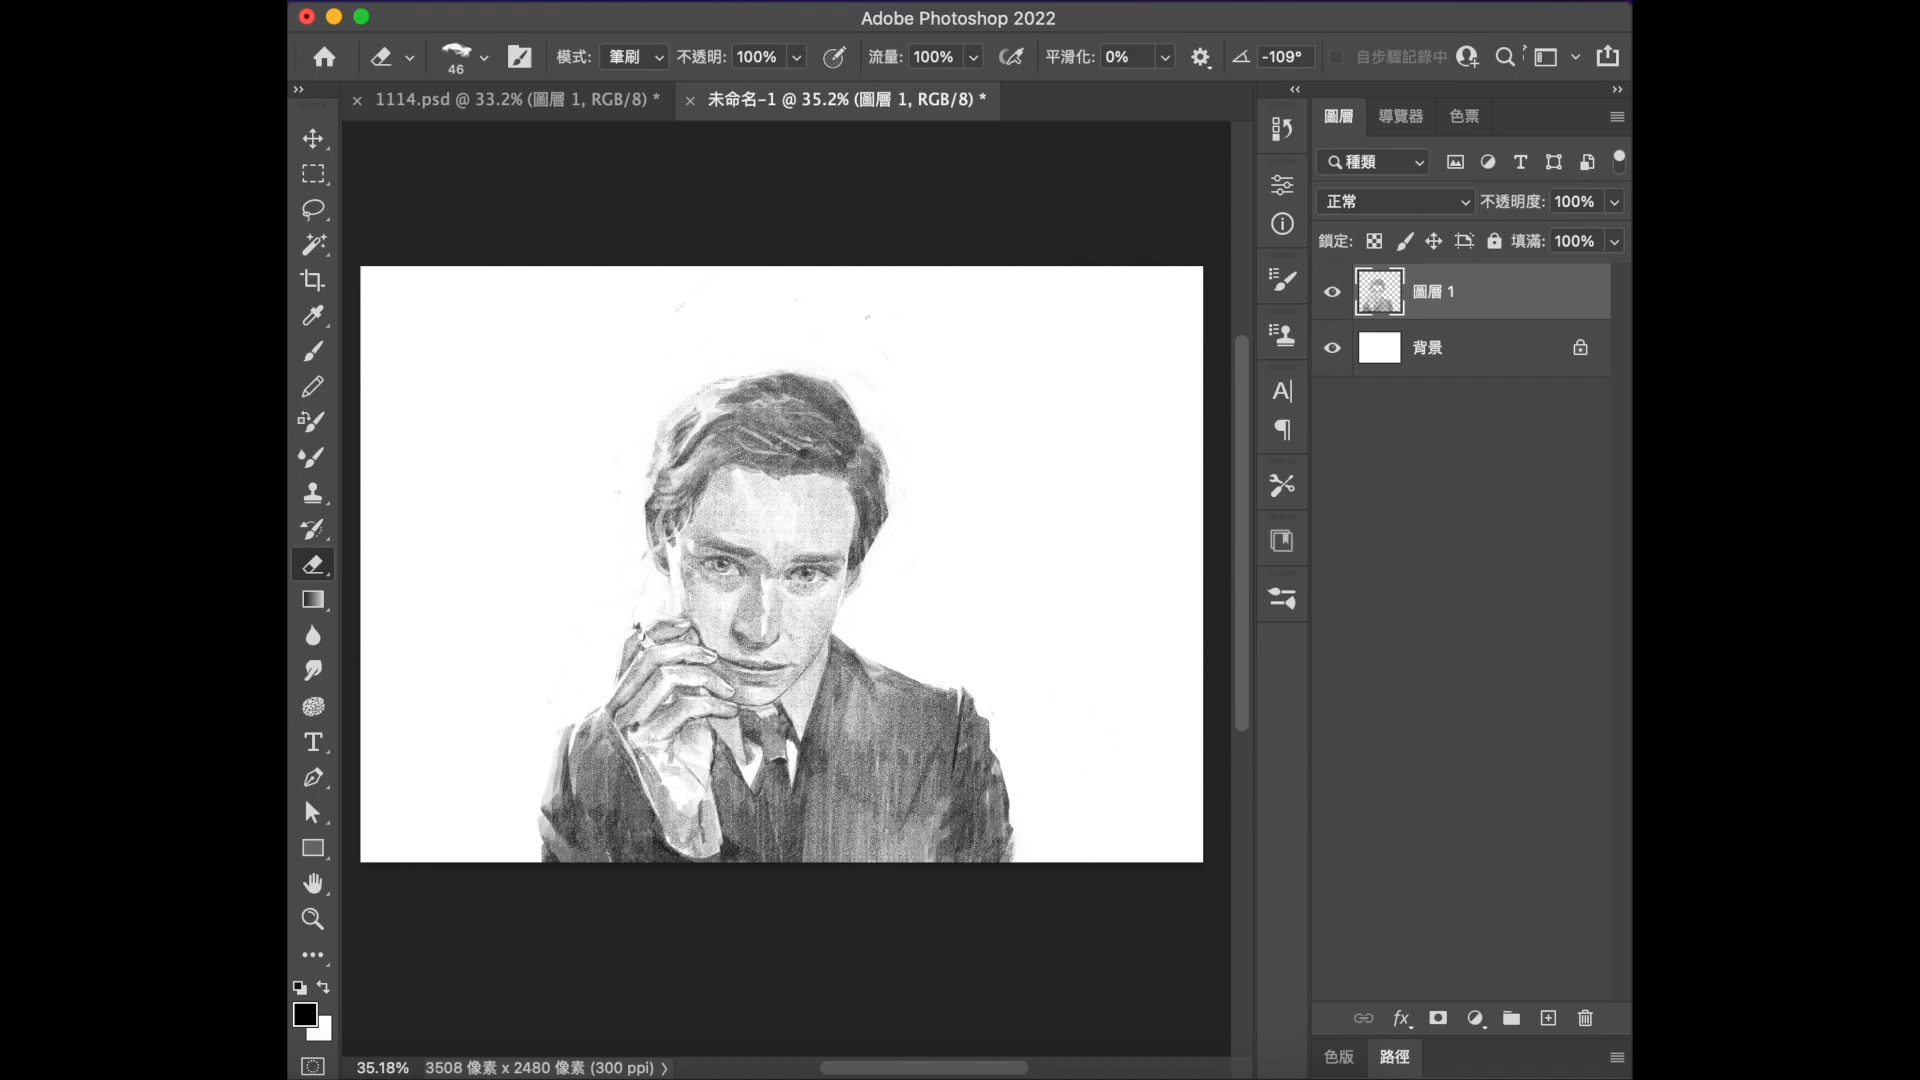 Adobe Photoshop 2022
46
模式: 筆刷 不透明: 100% 流量: 100% 平滑化: 0% -109° 自步驟記錄中
1114.psd @ 33.2% (圖層 1, RGB/8) *
未命名-1 @ 35.2% (圖層 1, RGB/8) *
圖層 導覽器 色票
種類
正常 不透明度: 100%
鎖定: 填滿: 100%
圖層 1
背景
fx
色版 路徑
35.18% 3508 像素 x 2480 像素 (300 ppi)